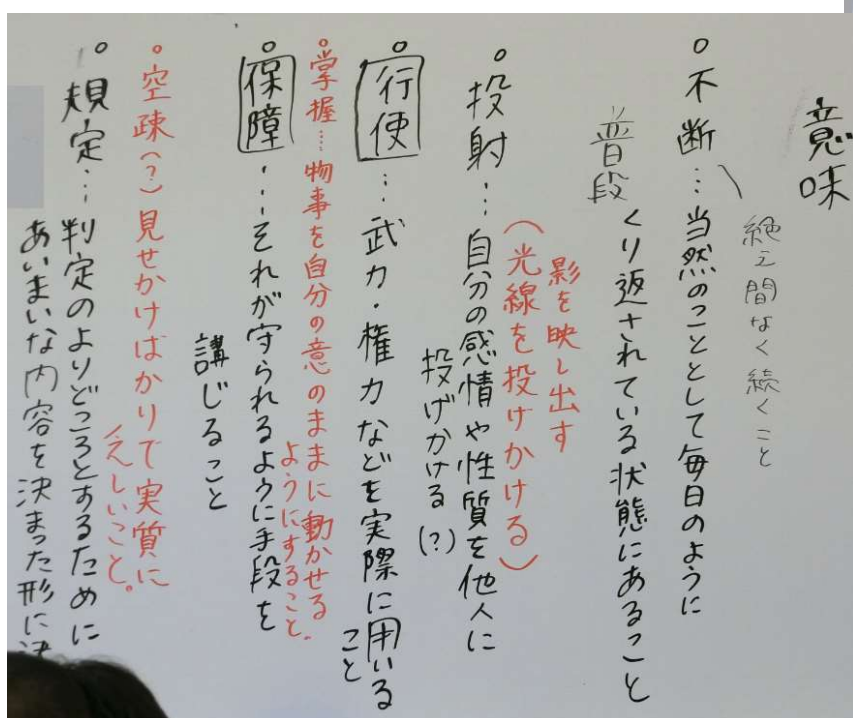 意味
絶え間なく続くこと
○不断…当然のこととして毎日のように
普段
くり返されている状態にあること
影を映し出す
(光線を投げかける)
○投射…自分の感情や性質を他人に
投げかける(?)
○行使…武力・権力などを実際に用いる
こと
○掌握…物事を自分の意のままに動かせる
ようにすること.
○保障…それが守られるように手段を
講じること
○空疎(?)見せかけばかりで実質に
るしいこと。
○規定…判定のよりどころとするために
あいまいな内容を決まった形に